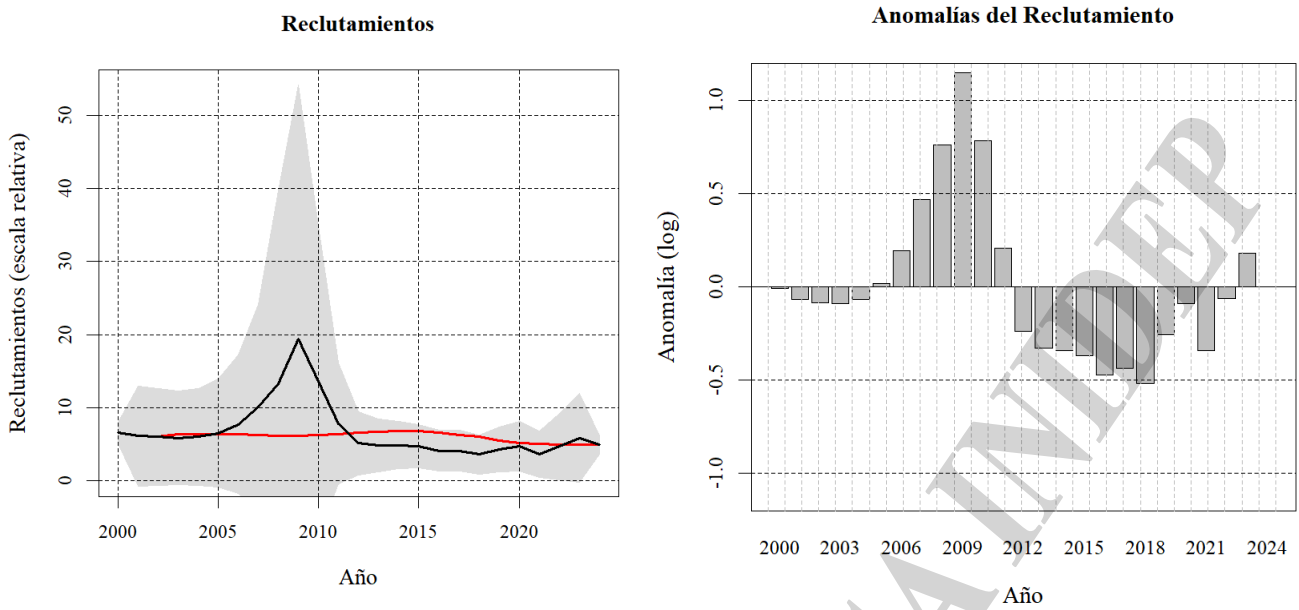 Reclutamientos
Reclutamientos (escala relativa)
50
40
30
20
10
0
2000 2005 2010 2015 2020
Año
Anomalías del Reclutamiento
Anomalia (log)
1.0
0.5
0.0
-0.5
-1.0
2000 2003 2006 2009 2012 2015 2018 2021 2024
Año
A INIDEP